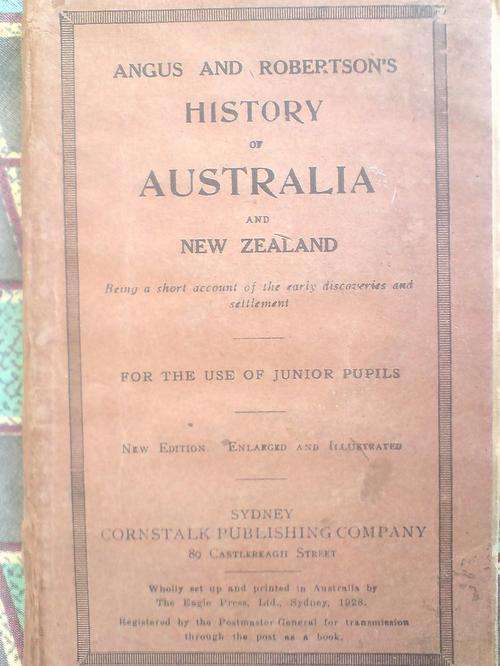 ANGUS AND ROBERTSON'S
HISTORY
OF
AUSTRALIA
AND
NEW ZEALAND
Being a short account of the early discoveries and
settlement
FOR THE USE OF JUNIOR PUPILS
NEW EDITION. ENLARGED AND ILLUSTRATED
SYDNEY
CORNSTALK PUBLISHING COMPANY
89 CASTLEREAGH STREET
Wholly set up and printed in Australia by
The Eagle Press, Ltd., Sydney, 1928.
Registered by the Postmaster-General for transmission
through the post as a book.